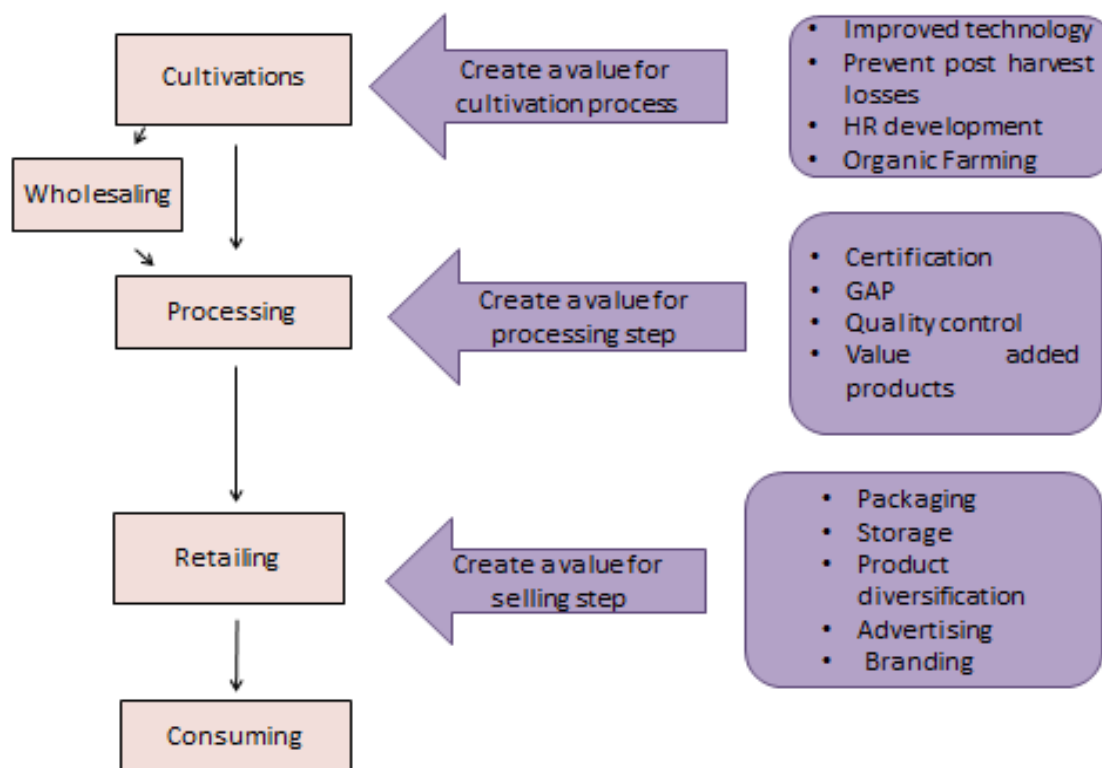 Cultivations
Create a value for
cultivation process
• Improved technology
• Prevent post harvest
losses
• HR development
• Organic Farming
Wholesaling
Processing
Create a value for
processing step
• Certification
• GAP
• Quality control
• Value added
products
Retailing
Create a value for
selling step
• Packaging
• Storage
• Product
diversification
• Advertising
• Branding
Consuming